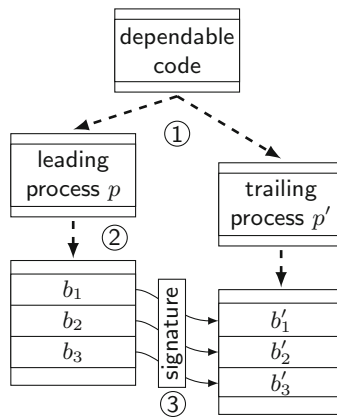 dependable
code
①
leading
process p
trailing
process p′
②
b₁
b₂
b₃
signature
b′₁
b′₂
b′₃
③